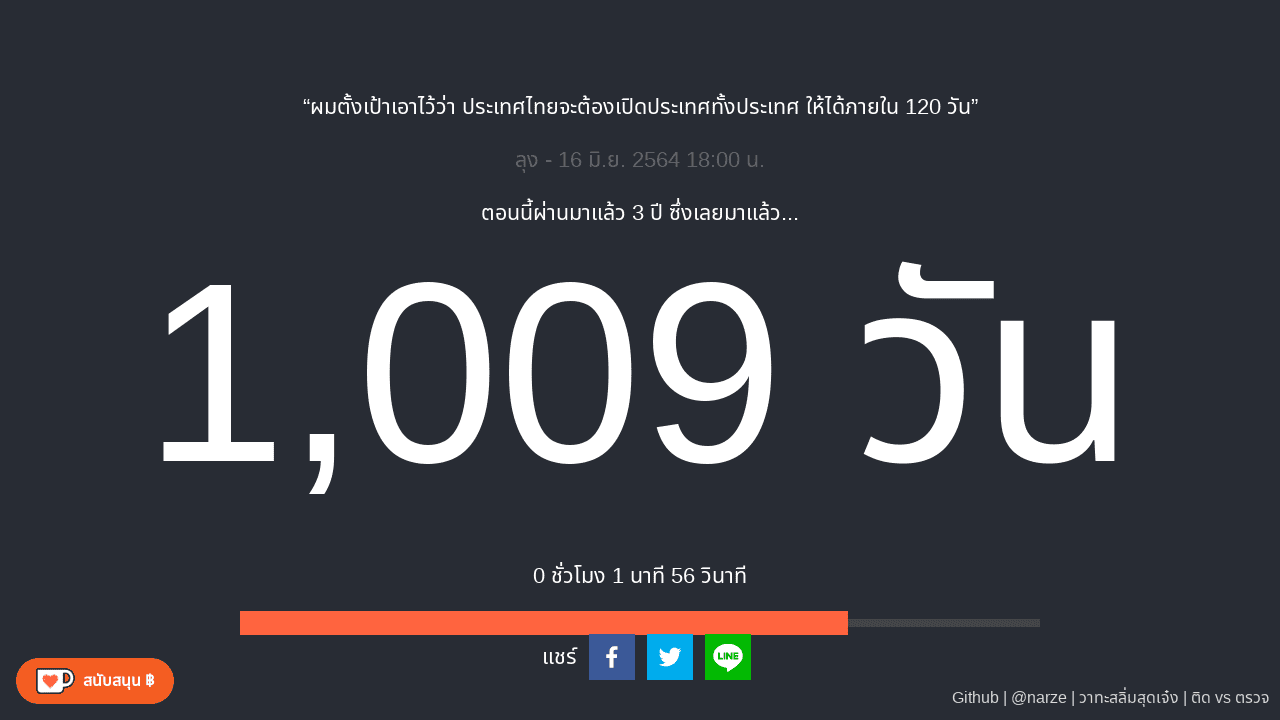 “ผมตั้งเป้าเอาไว้ว่า ประเทศไทยจะต้องเปิดประเทศทั้งประเทศ ให้ได้ภายใน 120 วัน”
ลุง - 16 มิ.ย. 2564 18:00 น.
ตอนนี้ผ่านมาแล้ว 3 ปี ซึ่งเลยมาแล้ว...
1,009 วัน
0 ชั่วโมง 1 นาที 56 วินาที
แชร์
LINE
สนับสนุน ฿
Github | @narze | วาทะสลิ่มสุดเจ๋ง | ติด vs ตรวจ